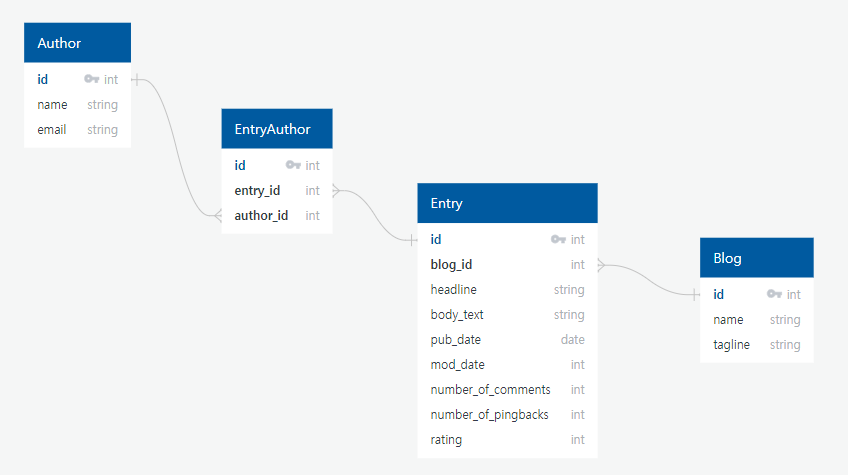 Author
id int
name string
email string
EntryAuthor
id int
entry_id int
author_id int
Entry
id int
blog_id int
headline string
body_text string
pub_date date
mod_date int
number_of_comments int
number_of_pingbacks int
rating int
Blog
id int
name string
tagline string